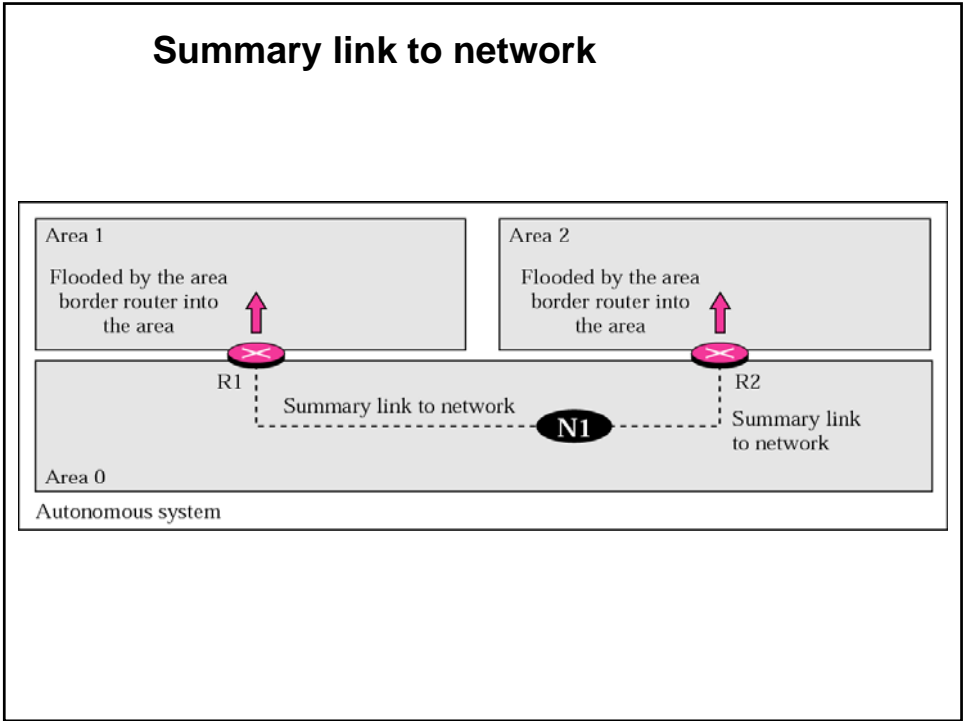 Summary link to network
Area 1
Flooded by the area
border router into
the area
Area 2
Flooded by the area
border router into
the area
R1
R2
Summary link to network
N1
Summary link
to network
Area 0
Autonomous system